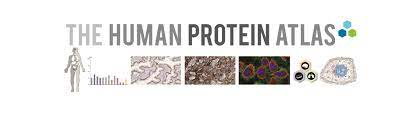 THE HUMAN PROTEIN ATLAS